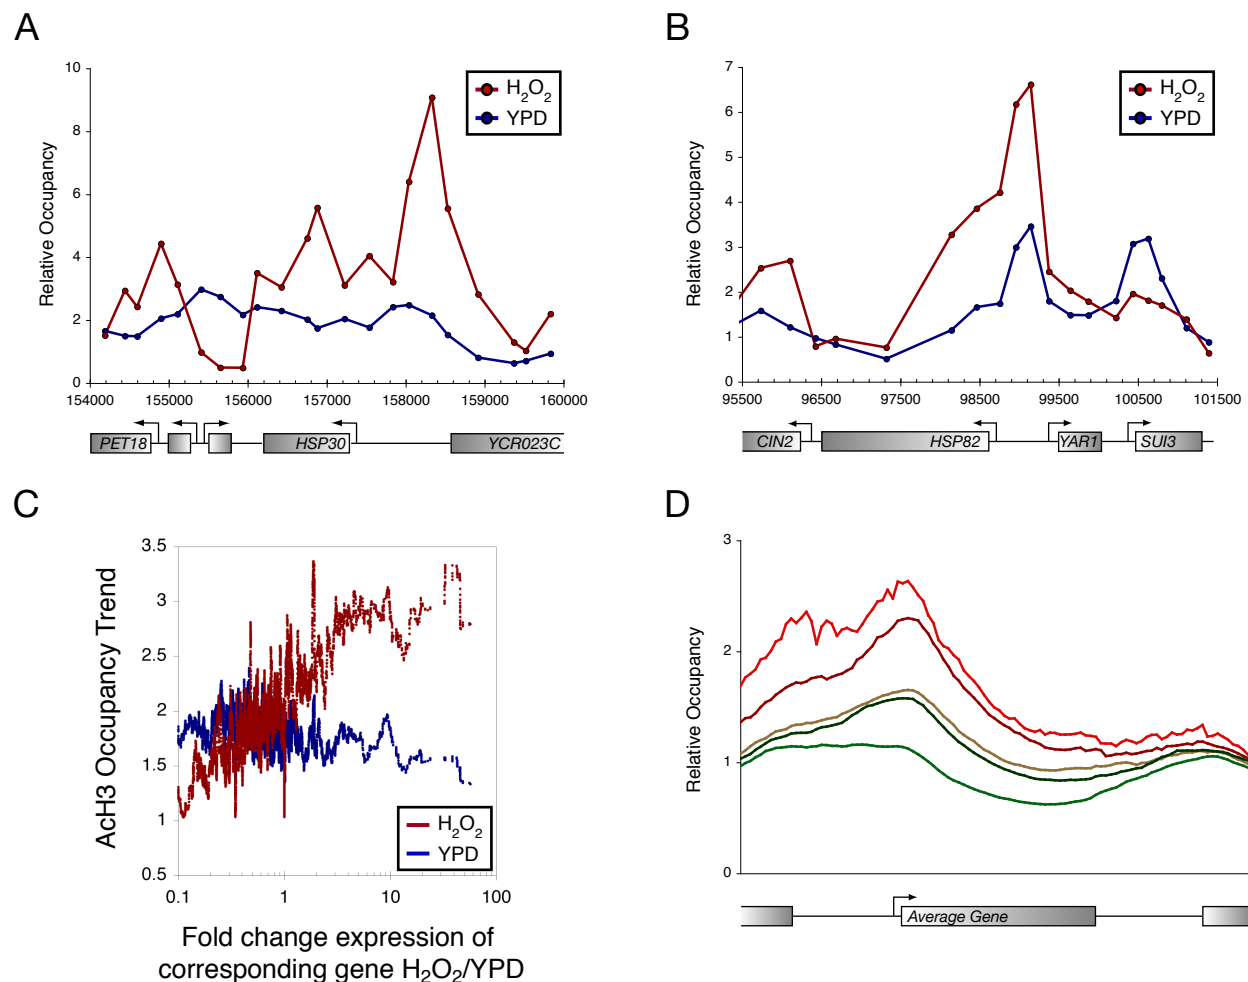 A
10
8
6
4
2
0
Relative Occupancy
H₂O₂
YPD
154000 155000 156000 157000 158000 159000 160000
PET18 HSP30 YCR023C
B
7
6
5
4
3
2
1
0
Relative Occupancy
H₂O₂
YPD
95500 96500 97500 98500 99500 100500 101500
CIN2 HSP82 YAR1 SUI3
C
3.5
3
2.5
2
1.5
1
0.5
AcH3 Occupancy Trend
H₂O₂
YPD
0.1 1 10 100
Fold change expression of
corresponding gene H₂O₂/YPD
D
3
2
1
0
Relative Occupancy
Average Gene